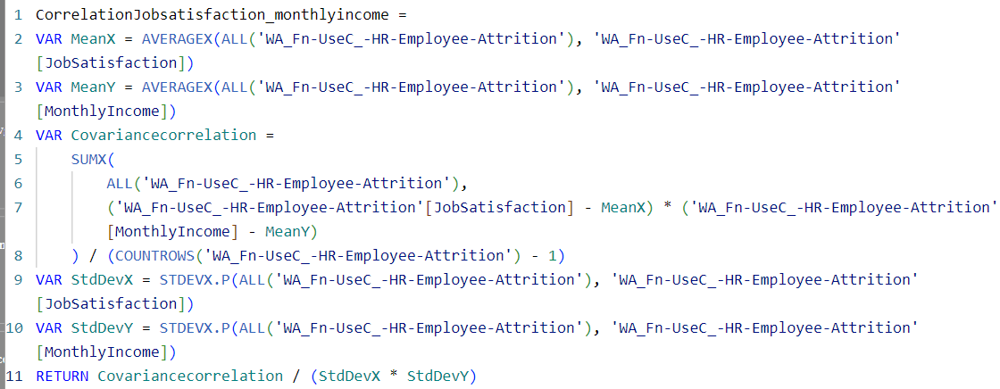 1 CorrelationJobsatisfaction_monthlyincome =
2 VAR MeanX = AVERAGEX(ALL('WA_Fn-UseC_-HR-Employee-Attrition'), 'WA_Fn-UseC_-HR-Employee-Attrition'
[JobSatisfaction])
3 VAR MeanY = AVERAGEX(ALL('WA_Fn-UseC_-HR-Employee-Attrition'), 'WA_Fn-UseC_-HR-Employee-Attrition'
[MonthlyIncome])
4 VAR Covariancecorrelation =
5 SUMX(
6 ALL('WA_Fn-UseC_-HR-Employee-Attrition'),
7 ('WA_Fn-UseC_-HR-Employee-Attrition'[JobSatisfaction] - MeanX) * ('WA_Fn-UseC_-HR-Employee-Attrition'
[MonthlyIncome] - MeanY)
8 ) / (COUNTROWS('WA_Fn-UseC_-HR-Employee-Attrition') - 1)
9 VAR StdDevX = STDEVX.P(ALL('WA_Fn-UseC_-HR-Employee-Attrition'), 'WA_Fn-UseC_-HR-Employee-Attrition'
[JobSatisfaction])
10 VAR StdDevY = STDEVX.P(ALL('WA_Fn-UseC_-HR-Employee-Attrition'), 'WA_Fn-UseC_-HR-Employee-Attrition'
[MonthlyIncome])
11 RETURN Covariancecorrelation / (StdDevX * StdDevY)